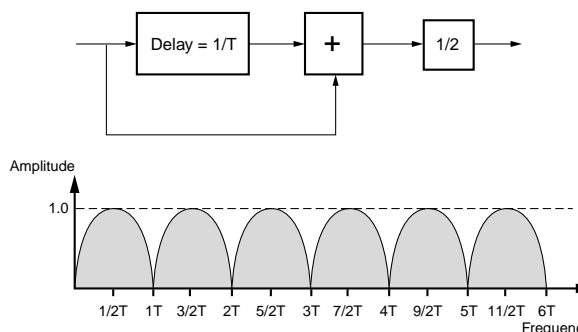 Delay = 1/T
+
1/2
Amplitude
1.0
1/2T 1T 3/2T 2T 5/2T 3T 7/2T 4T 9/2T 5T 11/2T 6T
Frequenc